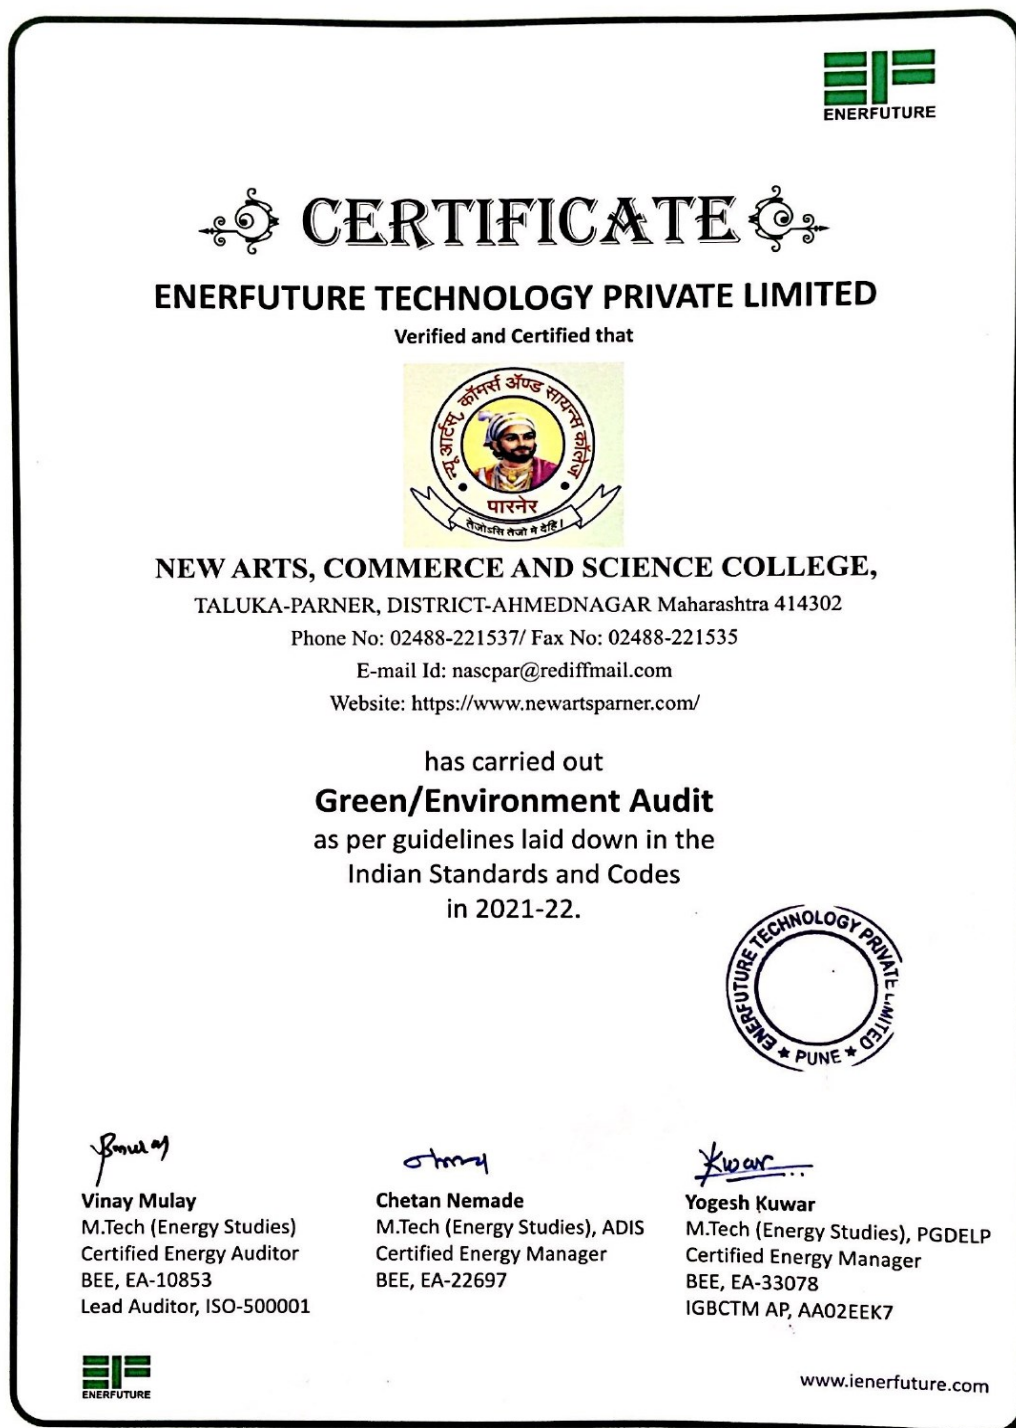 ENERFUTURE
CERTIFICATE
ENERFUTURE TECHNOLOGY PRIVATE LIMITED
Verified and Certified that
न्यू आर्टस्, कॉमर्स ॲण्ड सायन्स कॉलेज
पारनेर
तेजोऽसि तेजो मे देहि।
NEW ARTS, COMMERCE AND SCIENCE COLLEGE,
TALUKA-PARNER, DISTRICT-AHMEDNAGAR Maharashtra 414302
Phone No: 02488-221537/ Fax No: 02488-221535
E-mail Id: nascpar@rediffmail.com
Website: https://www.newartsparner.com/
has carried out
Green/Environment Audit
as per guidelines laid down in the
Indian Standards and Codes
in 2021-22.
ENERFUTURE TECHNOLOGY PRIVATE LIMITED
★ PUNE ★
Vinay Mulay
M.Tech (Energy Studies)
Certified Energy Auditor
BEE, EA-10853
Lead Auditor, ISO-500001
Chetan Nemade
M.Tech (Energy Studies), ADIS
Certified Energy Manager
BEE, EA-22697
Kuwar
Yogesh Kuwar
M.Tech (Energy Studies), PGDELP
Certified Energy Manager
BEE, EA-33078
IGBCTM AP, AA02EEK7
ENERFUTURE
www.ienerfuture.com